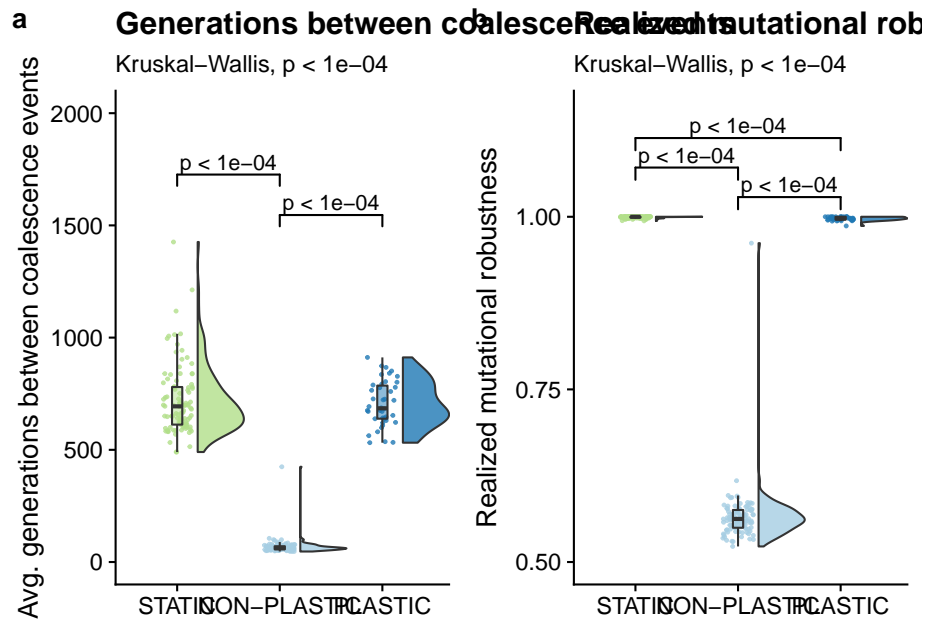 a
Generations between coalescence events
Kruskal−Wallis, p < 1e−04
Avg. generations between coalescence events
2000
1500
1000
500
0
p < 1e−04
p < 1e−04
STATIC
NON−PLASTIC
PLASTIC
b
Realized mutational rob
Kruskal−Wallis, p < 1e−04
Realized mutational robustness
1.00
0.75
0.50
p < 1e−04
p < 1e−04
p < 1e−04
STATIC
NON−PLASTIC
PLASTIC